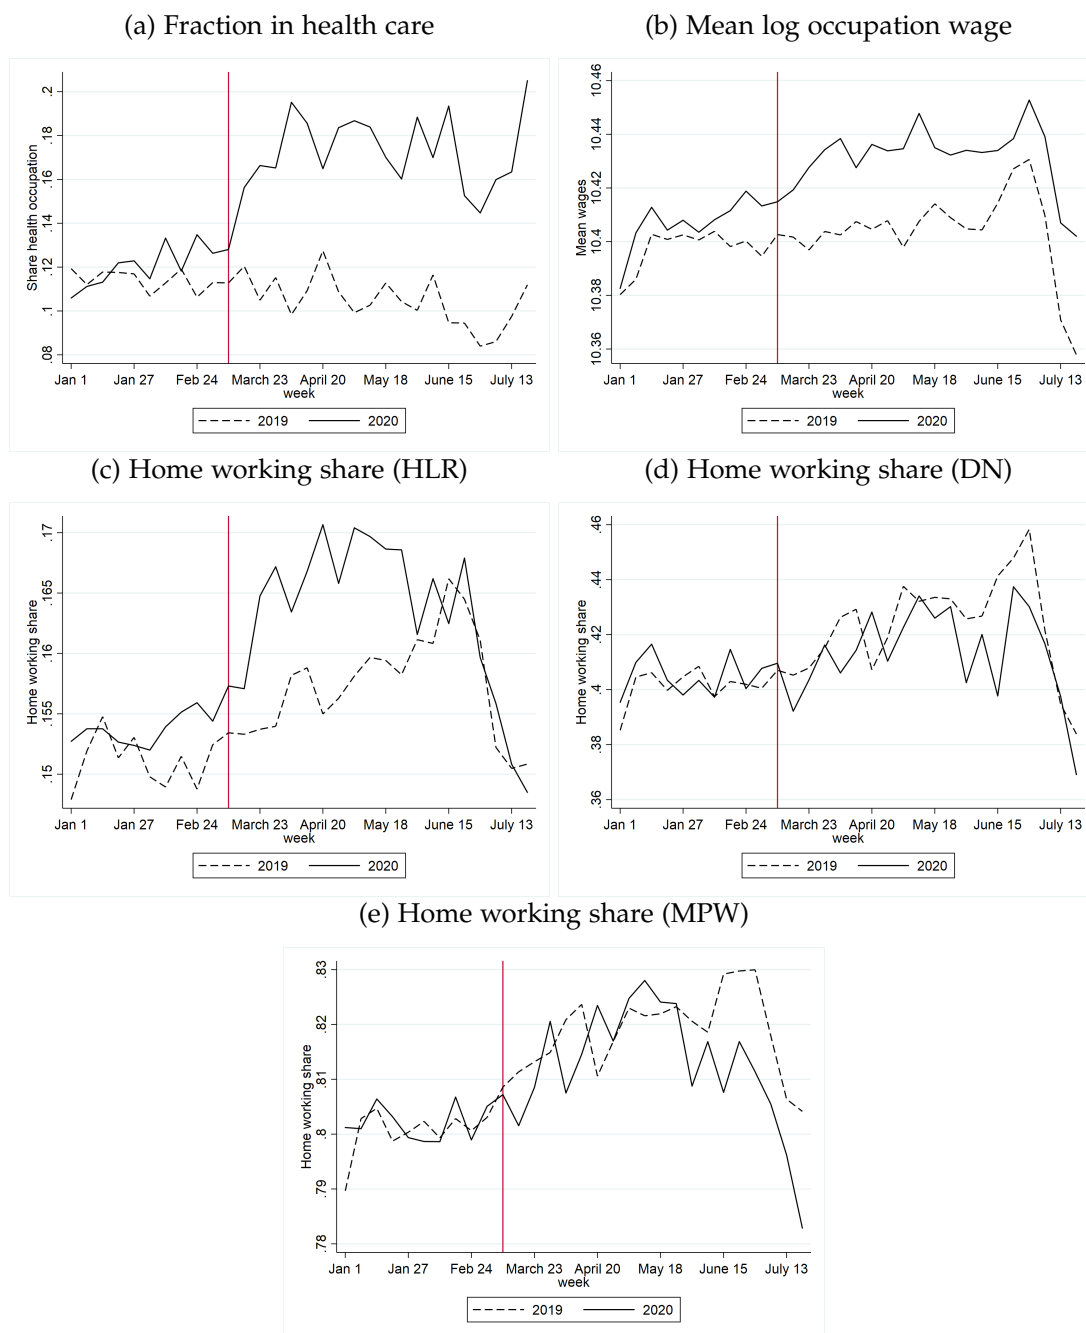 (a) Fraction in health care
(b) Mean log occupation wage
Share health occupation
.2
.18
.16
.14
.12
.1
.08
Jan 1 Jan 27 Feb 24 March 23 April 20 May 18 June 15 July 13
week
2019 2020
Mean wages
10.46
10.44
10.42
10.4
10.38
10.36
Jan 1 Jan 27 Feb 24 March 23 April 20 May 18 June 15 July 13
week
2019 2020
(c) Home working share (HLR)
(d) Home working share (DN)
Home working share
.17
.165
.16
.155
.15
Jan 1 Jan 27 Feb 24 March 23 April 20 May 18 June 15 July 13
week
2019 2020
Home working share
.46
.44
.42
.4
.38
.36
Jan 1 Jan 27 Feb 24 March 23 April 20 May 18 June 15 July 13
week
2019 2020
(e) Home working share (MPW)
Home working share
.83
.82
.81
.8
.79
.78
Jan 1 Jan 27 Feb 24 March 23 April 20 May 18 June 15 July 13
week
2019 2020